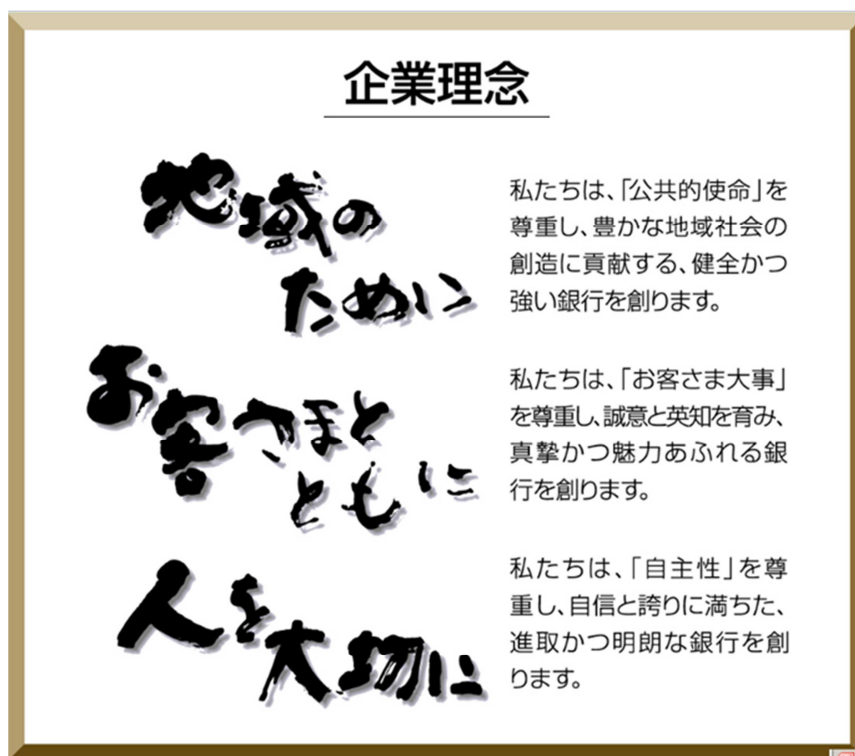 企業理念
地域の
ために
私たちは、「公共的使命」を
尊重し、豊かな地域社会の
創造に貢献する、健全かつ
強い銀行を創ります。
お客さまと
ともに
私たちは、「お客さま大事」
を尊重し、誠意と英知を育み、
真摯かつ魅力あふれる銀
行を創ります。
人を
大切に
私たちは、「自主性」を尊
重し、自信と誇りに満ちた、
進取かつ明朗な銀行を創
ります。